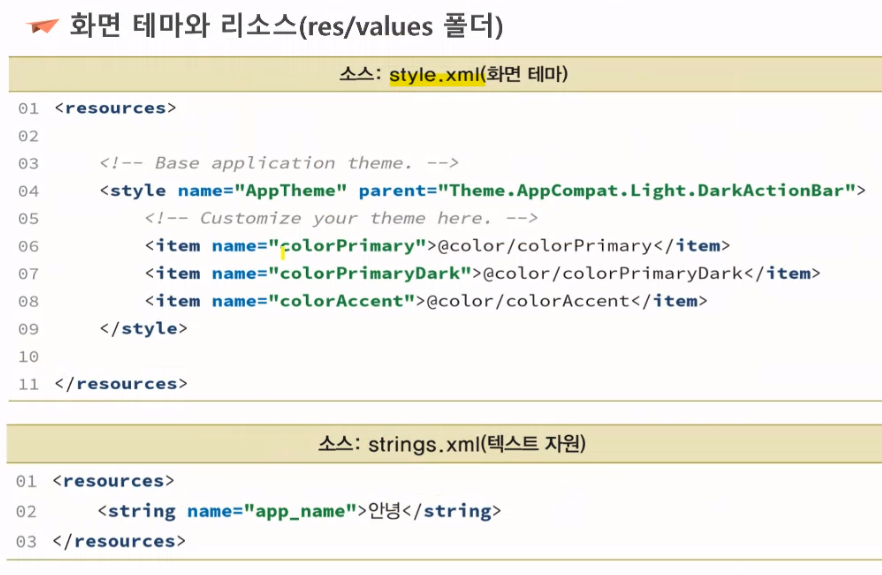 화면 테마와 리소스(res/values 폴더)
소스: style.xml(화면 테마)
01 <resources>
02
03     <!-- Base application theme. -->
04     <style name="AppTheme" parent="Theme.AppCompat.Light.DarkActionBar">
05         <!-- Customize your theme here. -->
06         <item name="colorPrimary">@color/colorPrimary</item>
07         <item name="colorPrimaryDark">@color/colorPrimaryDark</item>
08         <item name="colorAccent">@color/colorAccent</item>
09     </style>
10
11 </resources>
소스: strings.xml(텍스트 자원)
01 <resources>
02     <string name="app_name">안녕</string>
03 </resources>